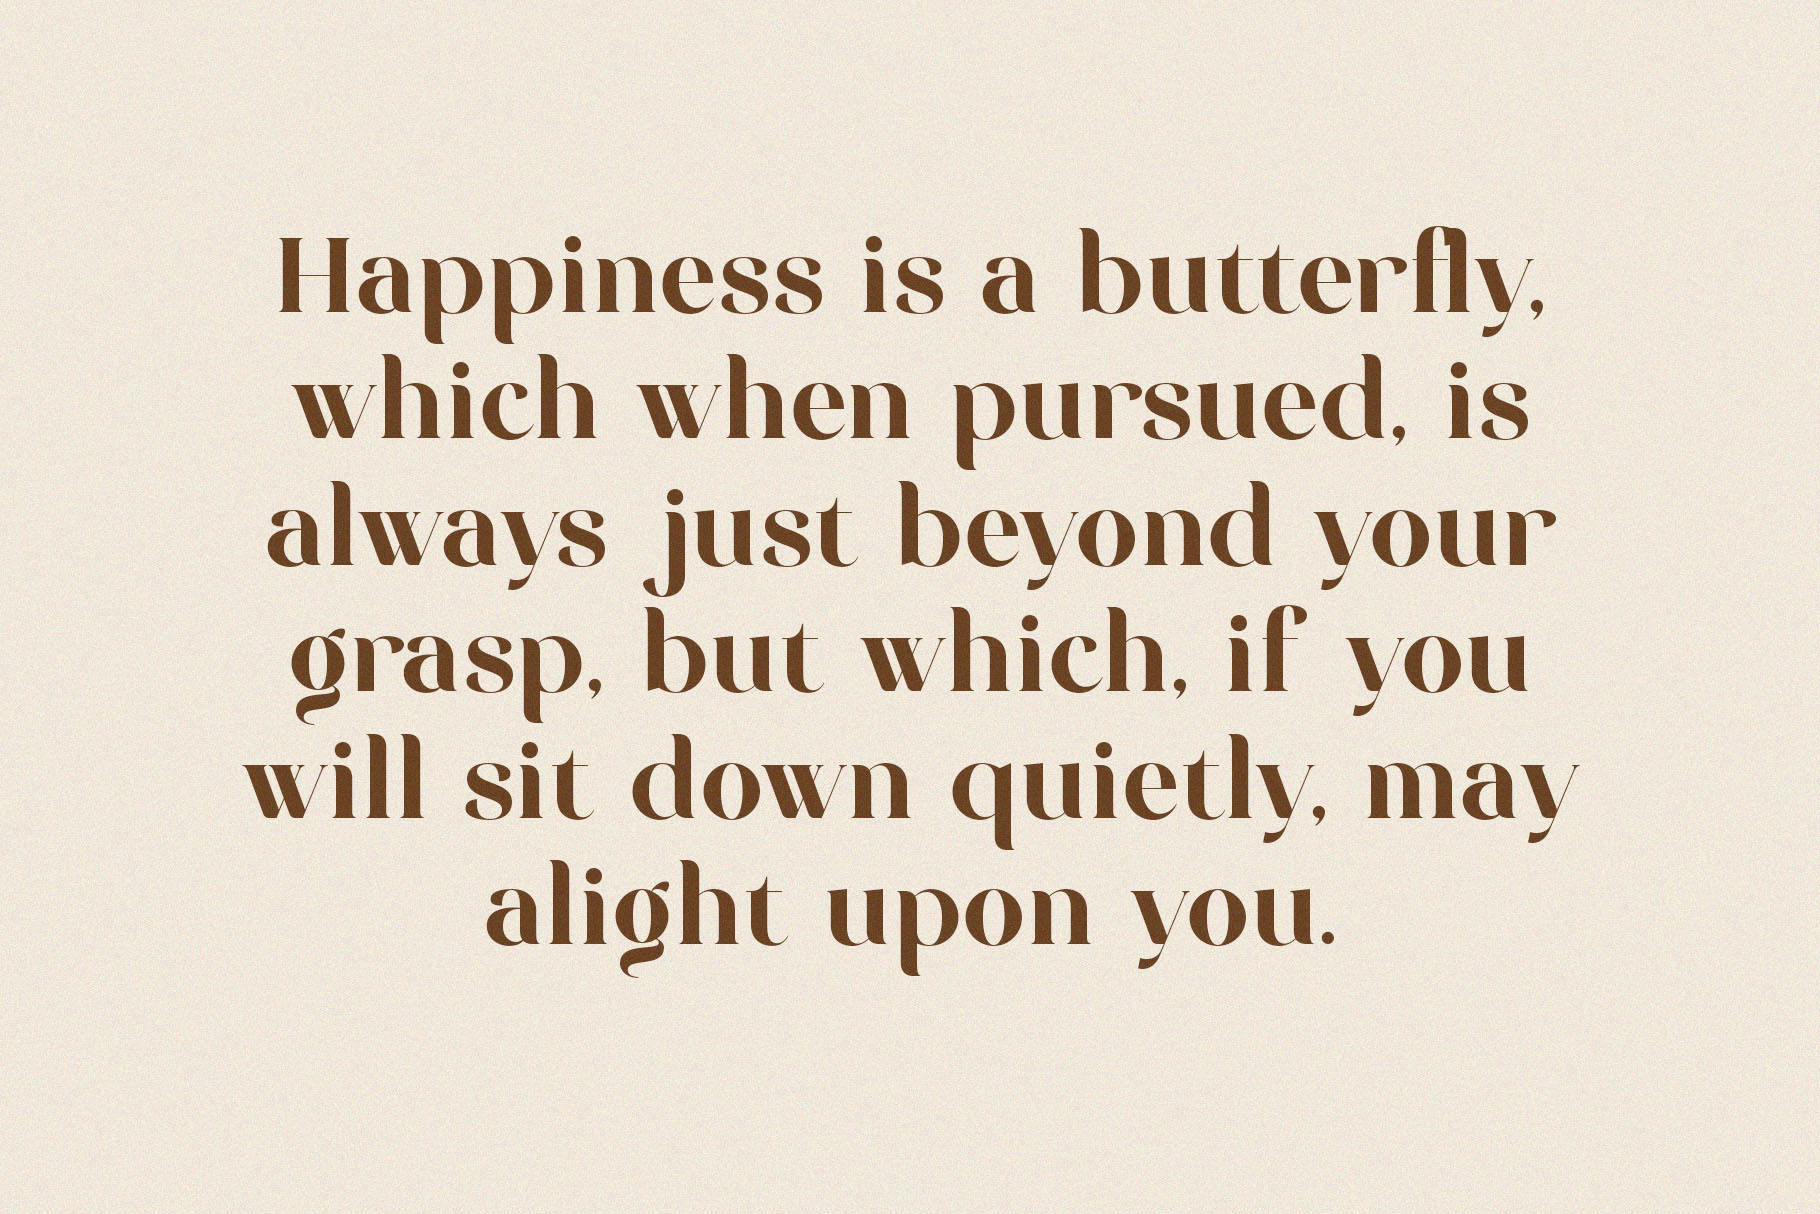 Happiness is a butterfly,
which when pursued, is
always just beyond your
grasp, but which, if you
will sit down quietly, may
alight upon you.